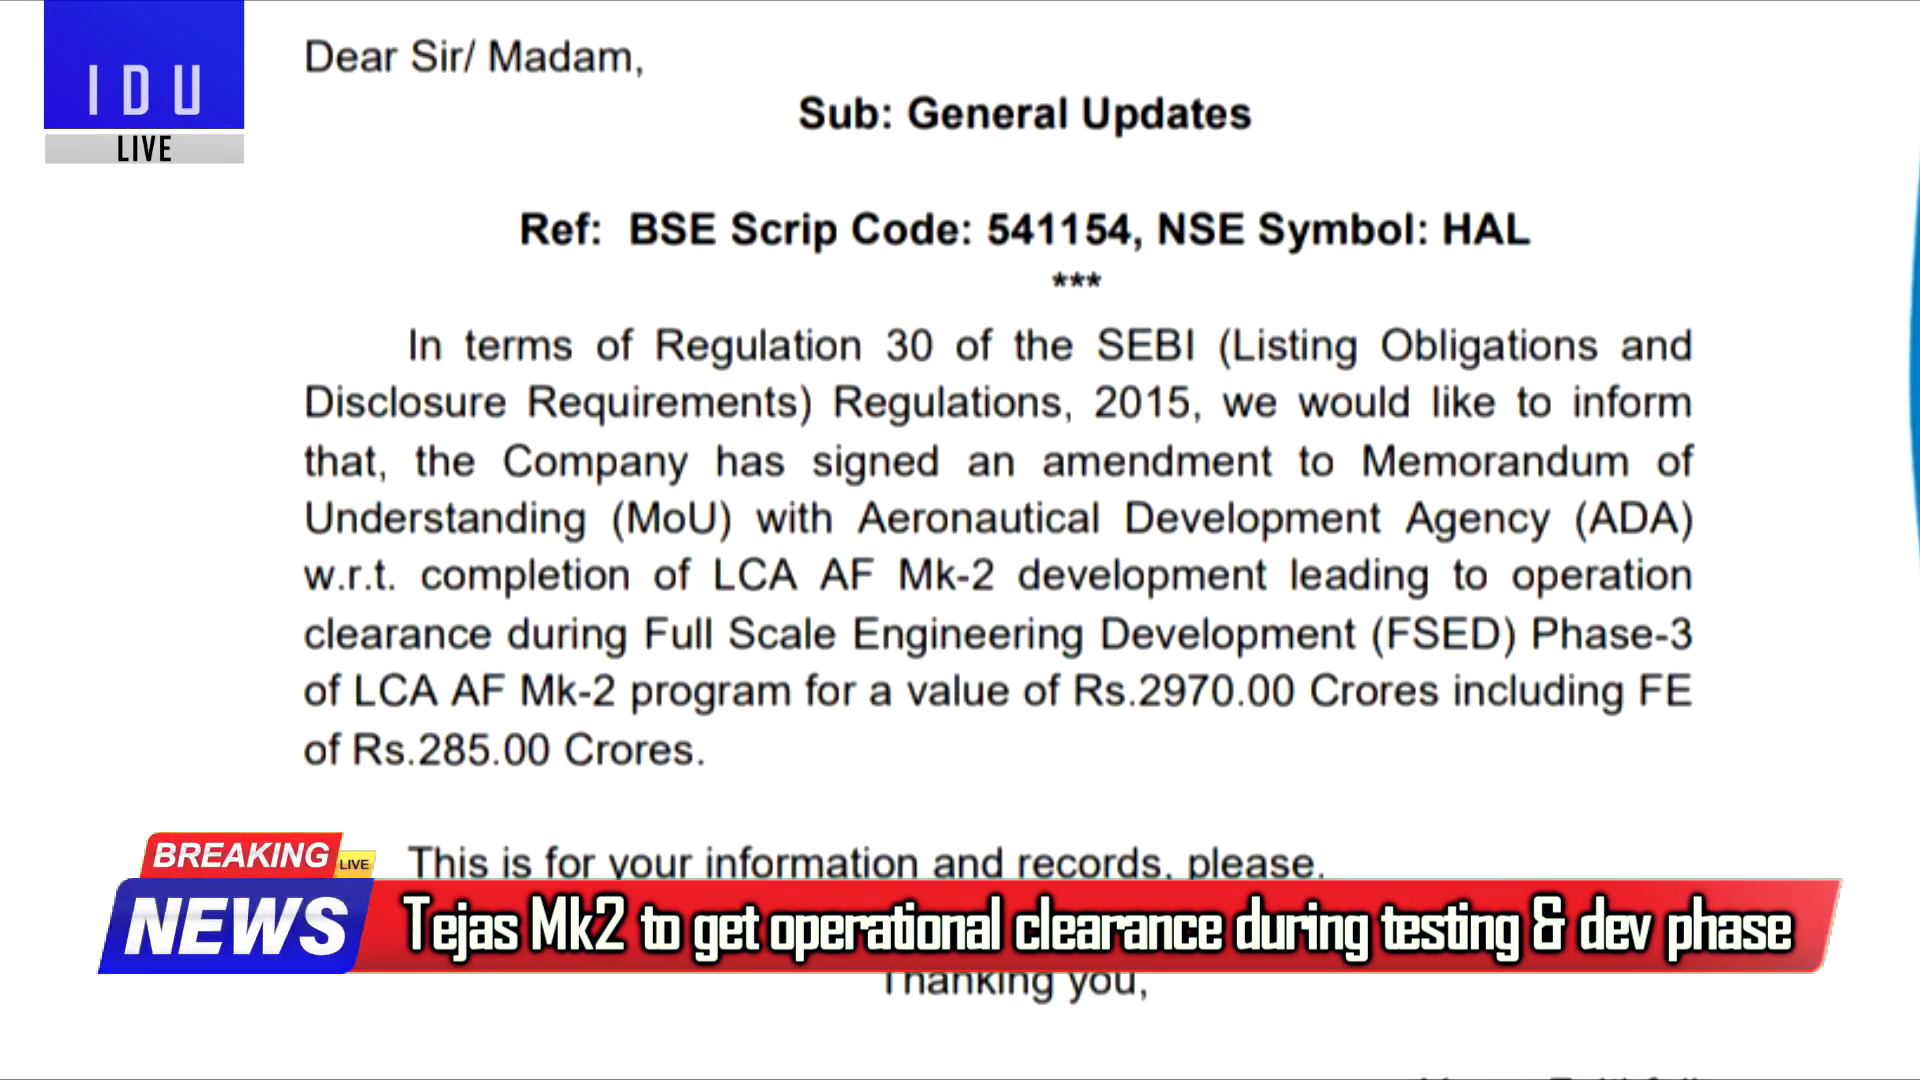 IDU
LIVE
Dear Sir/ Madam,
Sub: General Updates
Ref: BSE Scrip Code: 541154, NSE Symbol: HAL
***
In terms of Regulation 30 of the SEBI (Listing Obligations and
Disclosure Requirements) Regulations, 2015, we would like to inform
that, the Company has signed an amendment to Memorandum of
Understanding (MoU) with Aeronautical Development Agency (ADA)
w.r.t. completion of LCA AF Mk-2 development leading to operation
clearance during Full Scale Engineering Development (FSED) Phase-3
of LCA AF Mk-2 program for a value of Rs.2970.00 Crores including FE
of Rs.285.00 Crores.
This is for your information and records, please.
BREAKING LIVE
NEWS
Tejas Mk2 to get operational clearance during testing & dev phase
Thanking you,